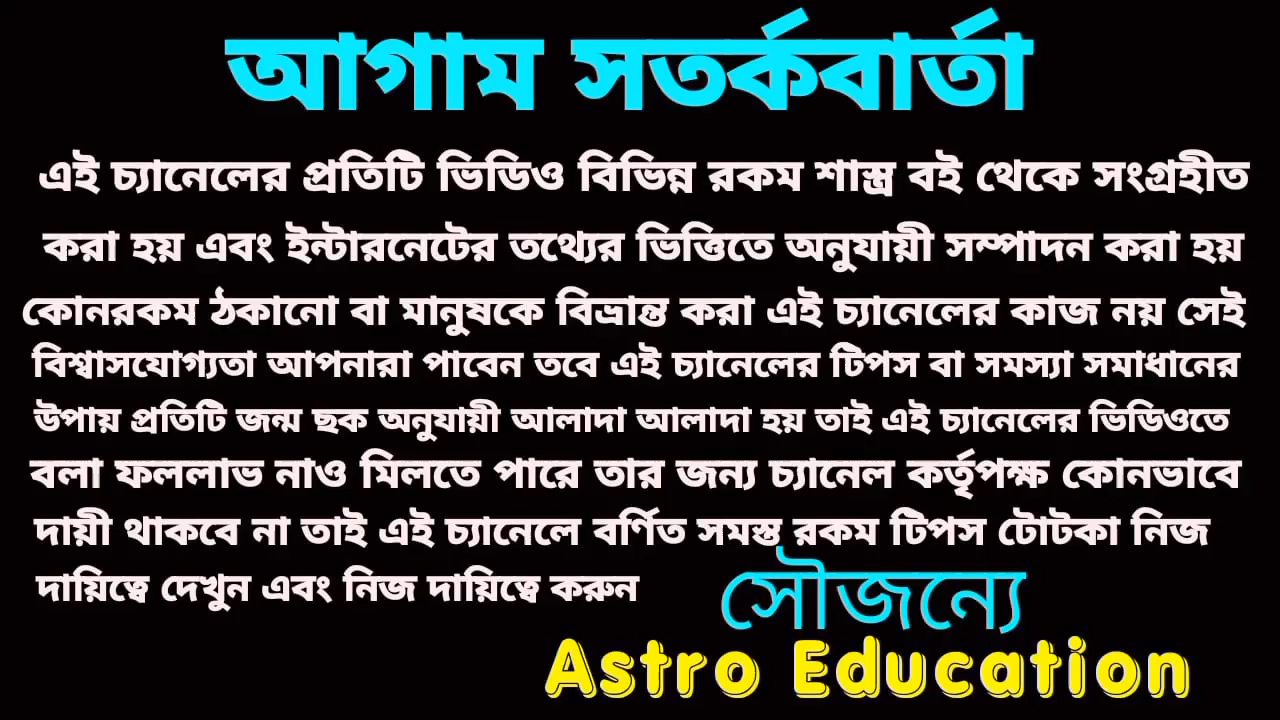 আগাম সতর্কবার্তা
এই চ্যানেলের প্রতিটি ভিডিও বিভিন্ন রকম শাস্ত্র বই থেকে সংগ্রহীত
করা হয় এবং ইন্টারনেটের তথ্যের ভিত্তিতে অনুযায়ী সম্পাদন করা হয়
কোনরকম ঠকানো বা মানুষকে বিভ্রান্ত করা এই চ্যানেলের কাজ নয় সেই
বিশ্বাসযোগ্যতা আপনারা পাবেন তবে এই চ্যানেলের টিপস বা সমস্যা সমাধানের
উপায় প্রতিটি জন্ম ছক অনুযায়ী আলাদা আলাদা হয় তাই এই চ্যানেলের ভিডিওতে
বলা ফললাভ নাও মিলতে পারে তার জন্য চ্যানেল কর্তৃপক্ষ কোনভাবে
দায়ী থাকবে না তাই এই চ্যানেলে বর্ণিত সমস্ত রকম টিপস টোটকা নিজ
দায়িত্বে দেখুন এবং নিজ দায়িত্বে করুন
সৌজন্যে
Astro Education